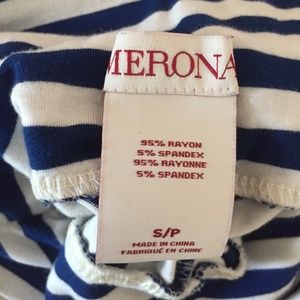 MERONA
95% RAYON
5% SPANDEX
95% RAYONNE
5% SPANDEX
S/P
MADE IN CHINA
FABRIQUÉ EN CHINE